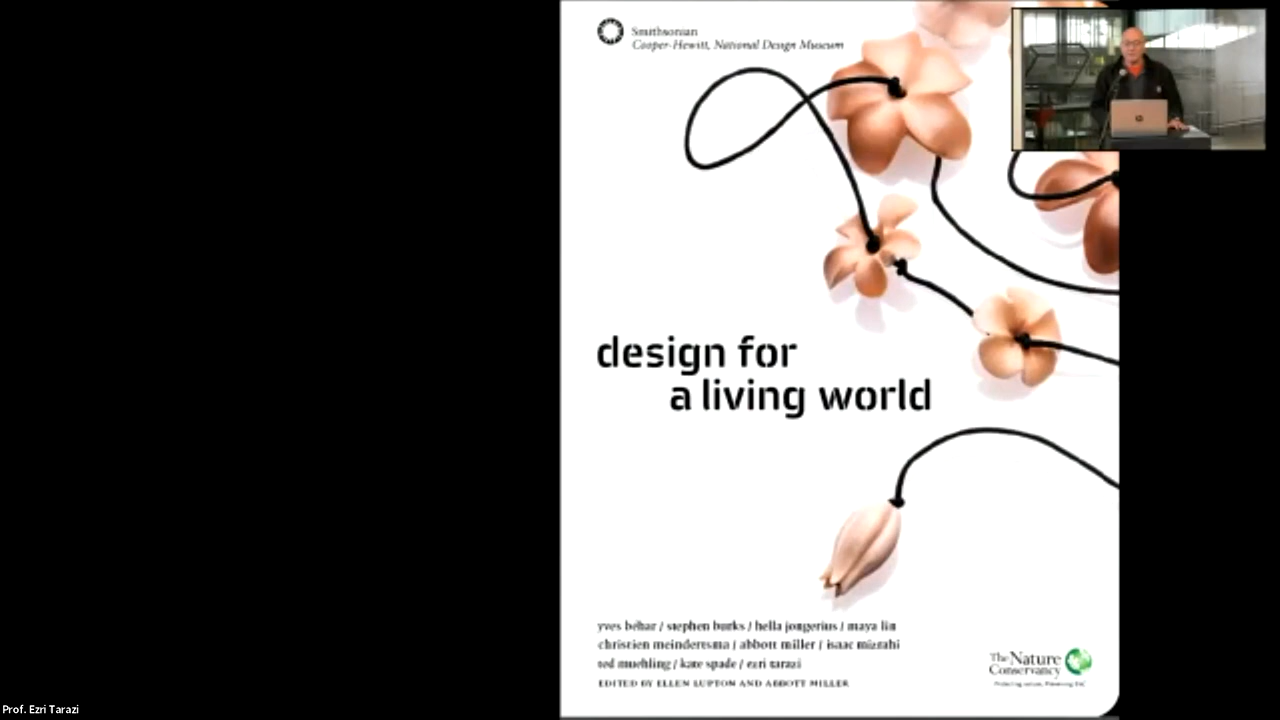 Smithsonian
Cooper-Hewitt, National Design Museum
design for
a living world
yves béhar / stephen burks / hella jongerius / maya lin
christien meindertsma / abbott miller / isaac mizrahi
ted muehling / kate spade / ezri tarazi
EDITED BY ELLEN LUPTON AND ABBOTT MILLER
The Nature
Conservancy
Protecting nature. Preserving life.
Prof. Ezri Tarazi